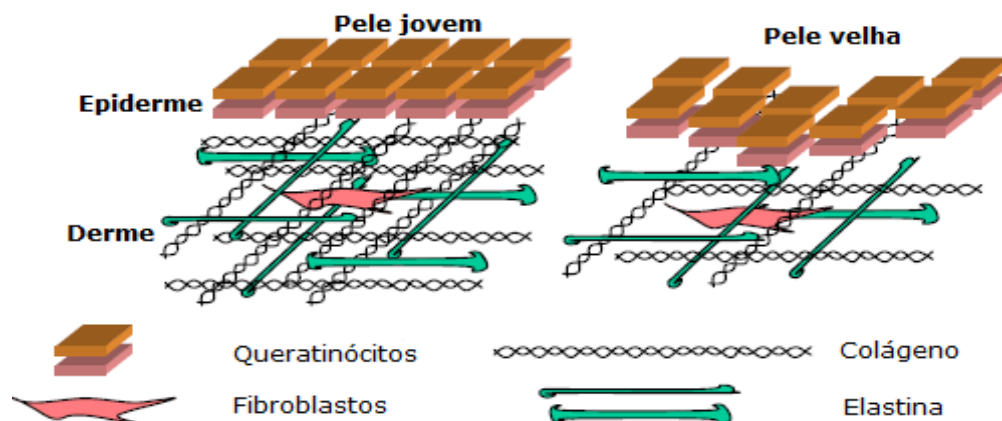 Pele jovem
Pele velha
Epiderme
Derme
Queratinócitos
Colágeno
Fibroblastos
Elastina